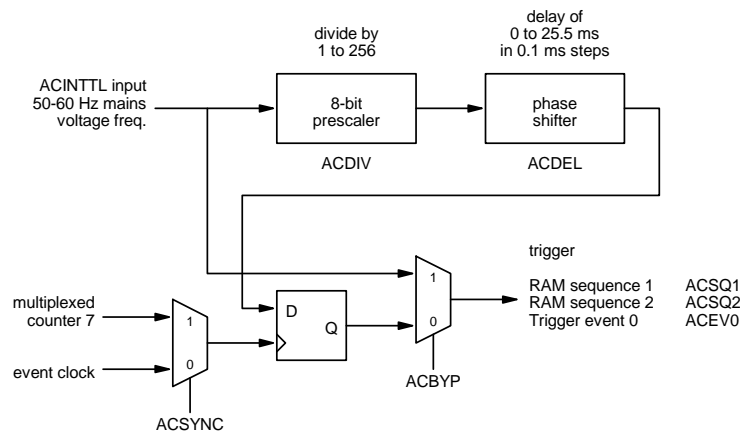 divide by
1 to 256
delay of
0 to 25.5 ms
in 0.1 ms steps
ACINTTL input
50-60 Hz mains
voltage freq.
8-bit
prescaler
phase
shifter
ACDIV
ACDEL
trigger
RAM sequence 1 ACSQ1
RAM sequence 2 ACSQ2
Trigger event 0 ACEV0
1
0
multiplexed
counter 7
event clock
1
0
D
Q
ACBYP
ACSYNC